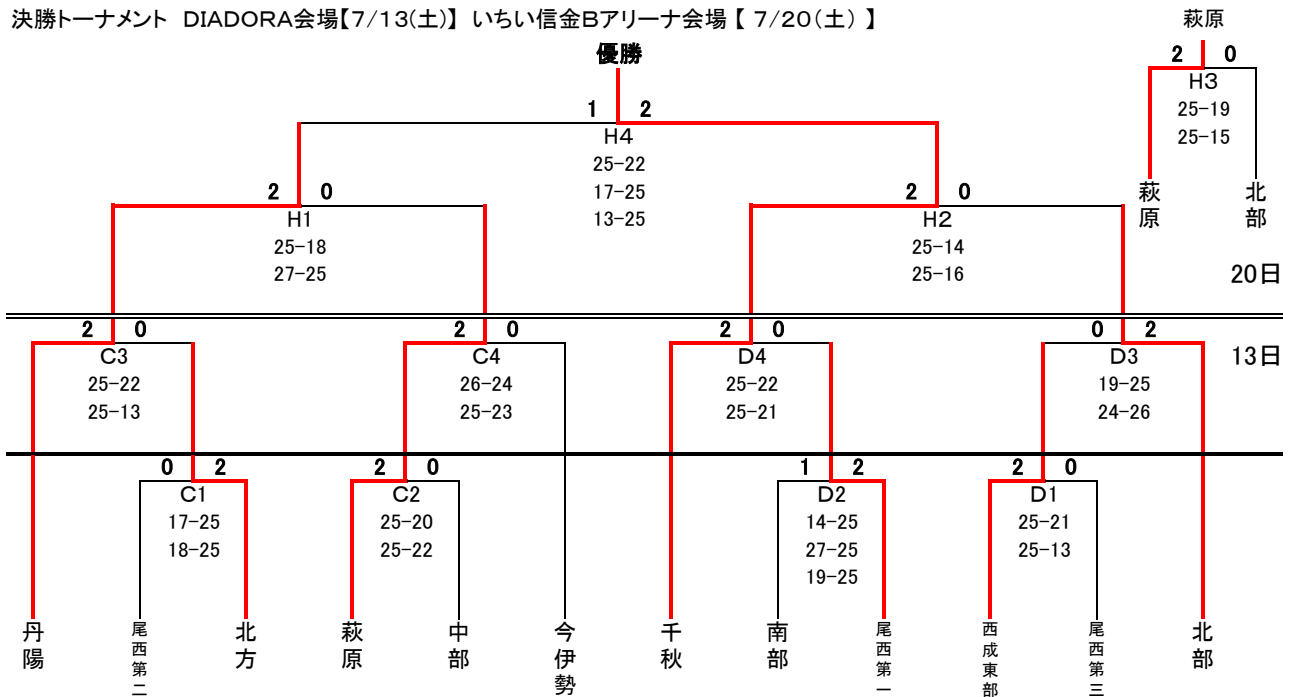 決勝トーナメント DIADORA会場【7/13(土)】 いちい信金Bアリーナ会場【 7/20(土) 】
萩原
優勝
2 0
H3
25-19
25-15
萩原
北部
1 2
H4
25-22
17-25
13-25
2 0
H1
25-18
27-25
2 0
H2
25-14
25-16
20日
2 0
C3
25-22
25-13
2 0
C4
26-24
25-23
2 0
D4
25-22
25-21
0 2
D3
19-25
24-26
13日
0 2
C1
17-25
18-25
2 0
C2
25-20
25-22
1 2
D2
14-25
27-25
19-25
2 0
D1
25-21
25-13
丹陽
尾西第二
北方
萩原
中部
今伊勢
千秋
南部
尾西第一
西成東部
尾西第三
北部